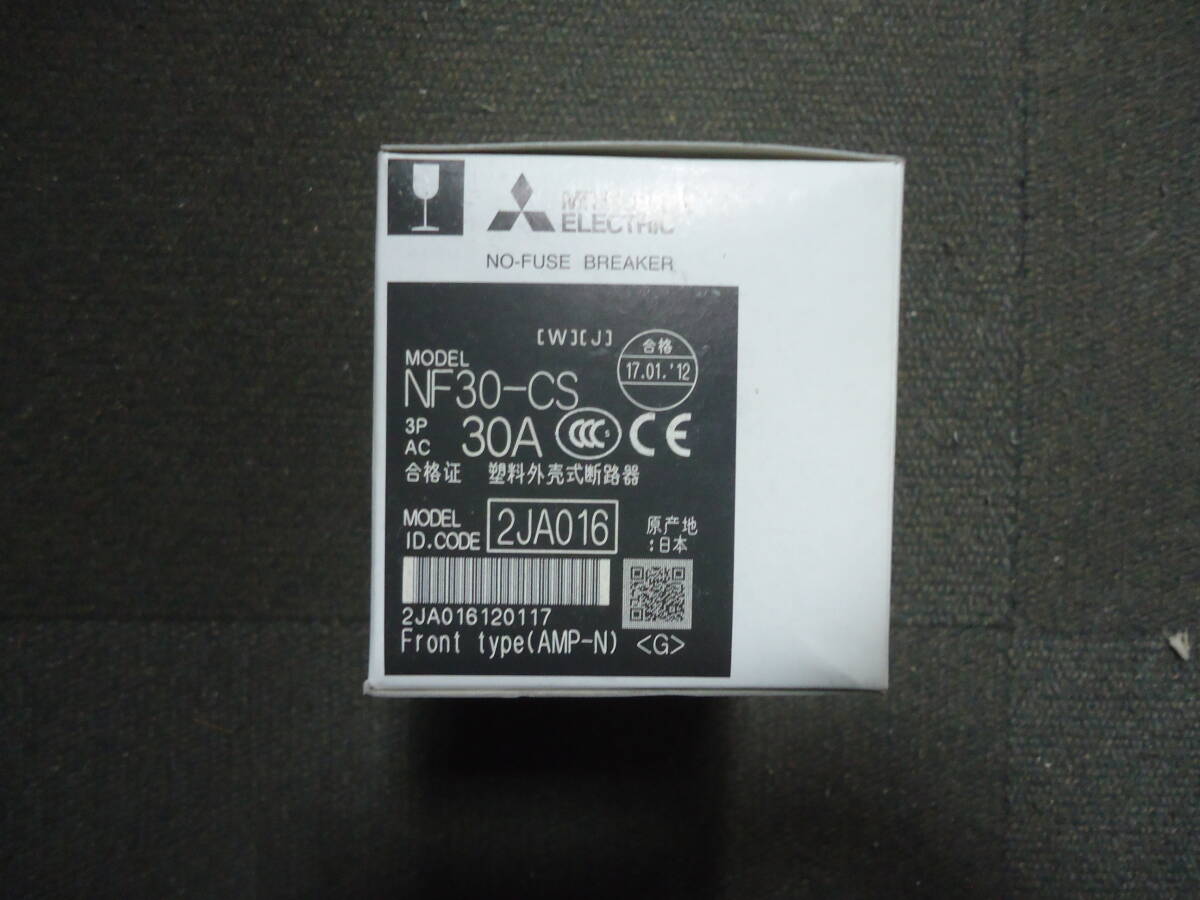 MITSUBISHI
ELECTRIC
NO-FUSE BREAKER
[W][J]
合格
17.01.'12
MODEL
NF30-CS
3P
AC 30A CCC S CE
合格证 塑料外壳式断路器
MODEL
ID.CODE 2JA016
原产地
:日本
2JA016120117
Front type(AMP-N) <G>